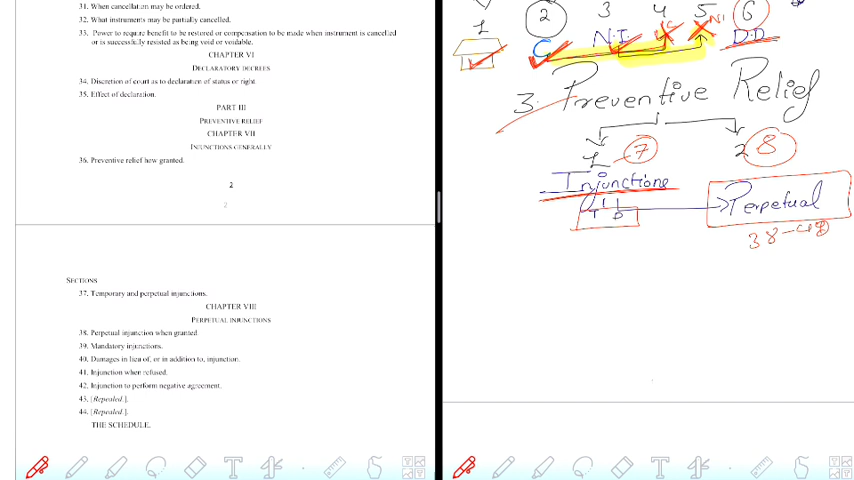 31. When cancellation may be ordered.
32. What instruments may be partially cancelled.
33. Power to require benefit to be restored or compensation to be made when instrument is cancelled
or is successfully resisted as being void or voidable.
CHAPTER VI
DECLARATORY DECREES
34. Discretion of court as to declaration of status or right.
35. Effect of declaration.
PART III
PREVENTIVE RELIEF
CHAPTER VII
INJUNCTIONS GENERALLY
36. Preventive relief how granted.
2
2
SECTIONS
37. Temporary and perpetual injunctions.
CHAPTER VIII
PERPETUAL INJUNCTIONS
38. Perpetual injunction when granted
39. Mandatory injunctions.
40. Damages in lieu of, or in addition to, injunction.
41. Injunction when refused.
42. Injunction to perform negative agreement.
43. [Repealed.].
44. [Repealed.].
THE SCHEDULE.
1 2 3 4 5 6
C N.I C N.I D.D
3. Preventive Relief
1 7 2 8
Injunctions
T P Perpetual